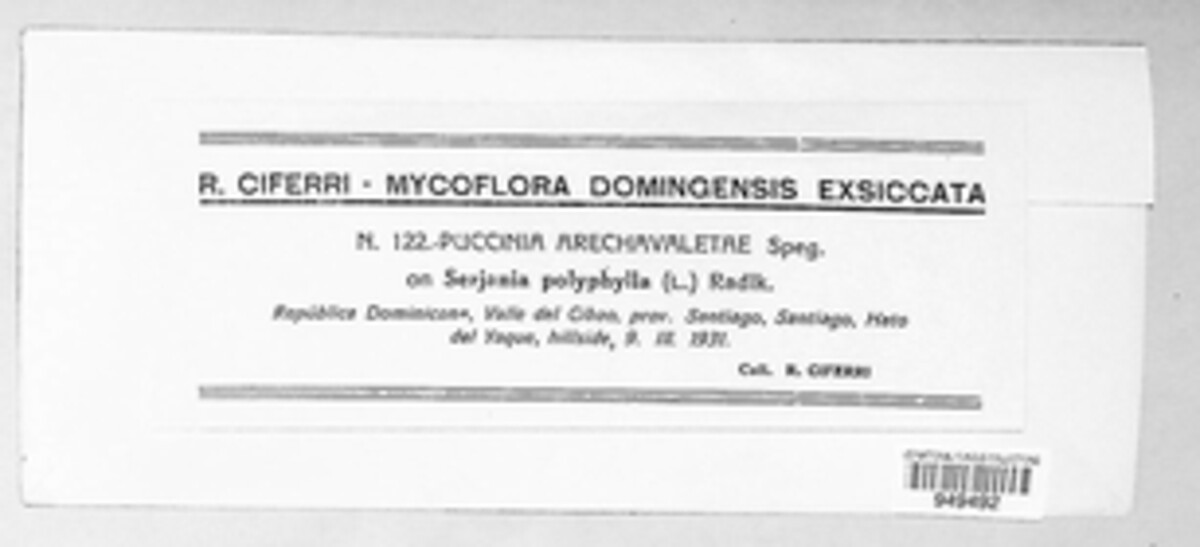 R. CIFERRI - MYCOFLORA DOMINGENSIS EXSICCATA
N. 122.-PUCCINIA ARECHAVALETAE Speg.
on Serjania polyphylla (L.) Radlk.
República Dominicana, Valle del Cibao, prov. Santiago, Santiago, Hato
del Yaque, hillside, 9. III. 1931.
Coll. R. CIFERRI
949492